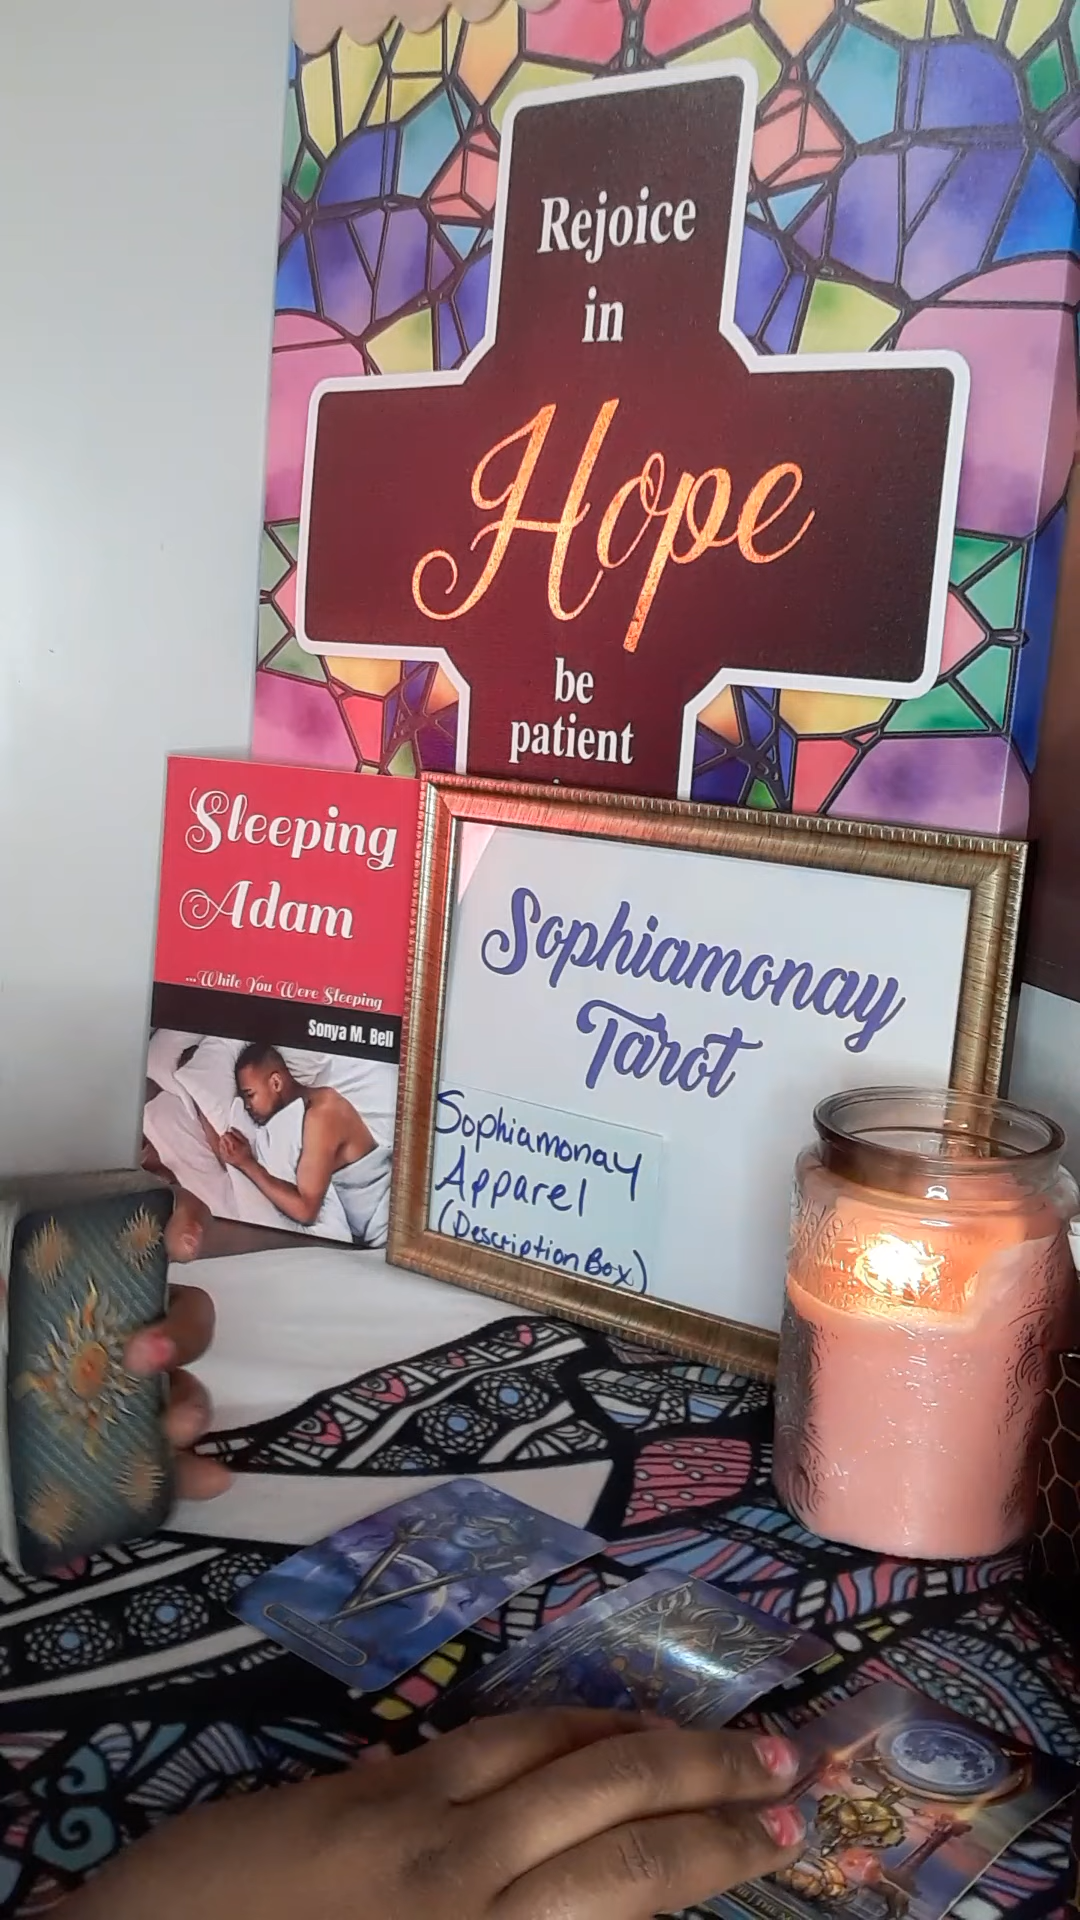 Rejoice
in
Hope
be
patient
Sleeping
Adam
...While You Were Sleeping
Sonya M. Bell
Sophiamonay
Tarot
Sophiamonay
Apparel
(Description Box)